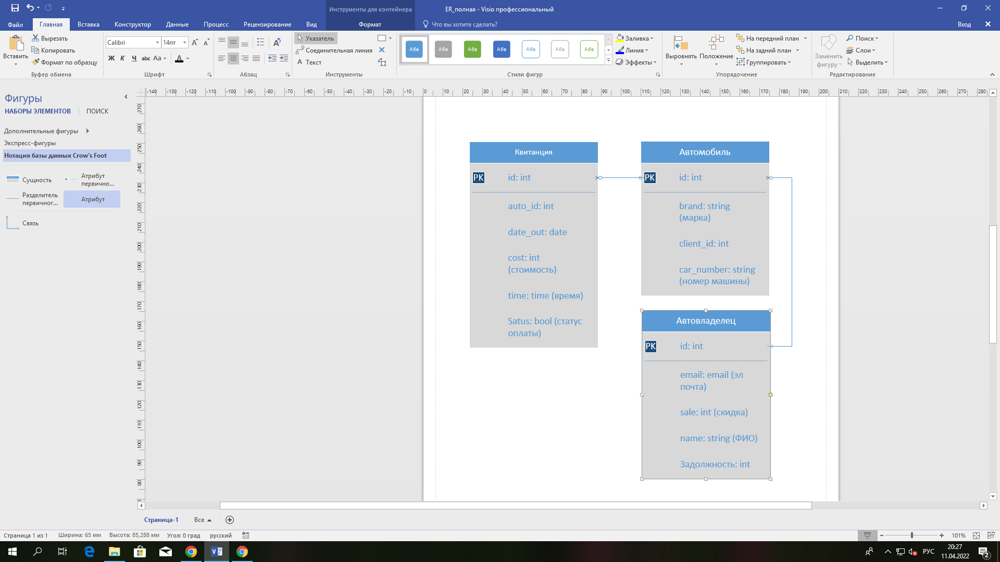 Инструменты для контейнера
ER_полная - Visio профессиональный
Файл
Главная
Вставка
Конструктор
Данные
Процесс
Рецензирование
Вид
Формат
Что вы хотите сделать?
Вход
Вставить
Вырезать
Копировать
Формат по образцу
Буфер обмена
Calibri
14пт
Ж К Ч abc Aa A
Шрифт
Абзац
Указатель
Соединительная линия
A Текст
Инструменты
Абв Абв Абв Абв Абв Абв Абв
Стили фигур
Заливка
Линия
Эффекты
Выровнять
Положение
На передний план
На задний план
Группировать
Упорядочение
Заменить
фигуру
Поиск
Слои
Выделить
Редактирование
Фигуры
НАБОРЫ ЭЛЕМЕНТОВ
ПОИСК
Дополнительные фигуры
Экспресс-фигуры
Нотация базы данных Crow's Foot
Сущность
Атрибут
первично...
Разделитель
первичног...
Атрибут
Связь
-140 -130 -120 -110 -100 -90 -80 -70 -60 -50 -40 -30 -20 -10 0 10 20 30 40 50 60 70 80 90 100 110 120 130 140 150 160 170 180 190 200 210 220 230 240 250 260 270 280
270
260
250
240
230
220
210
200
190
180
170
160
150
140
130
120
110
100
90
80
Квитанция
PK id: int
auto_id: int
date_out: date
cost: int
(стоимость)
time: time (время)
Satus: bool (статус
оплаты)
Автомобиль
PK id: int
brand: string
(марка)
client_id: int
car_number: string
(номер машины)
Автовладелец
PK id: int
email: email (эл
почта)
sale: int (скидка)
name: string (ФИО)
Задолжность: int
Страница-1
Все
Страница 1 из 1
Ширина: 65 мм
Высота: 85,288 мм
Угол: 0 град
русский
101%
РУС
20:27
11.04.2022
2